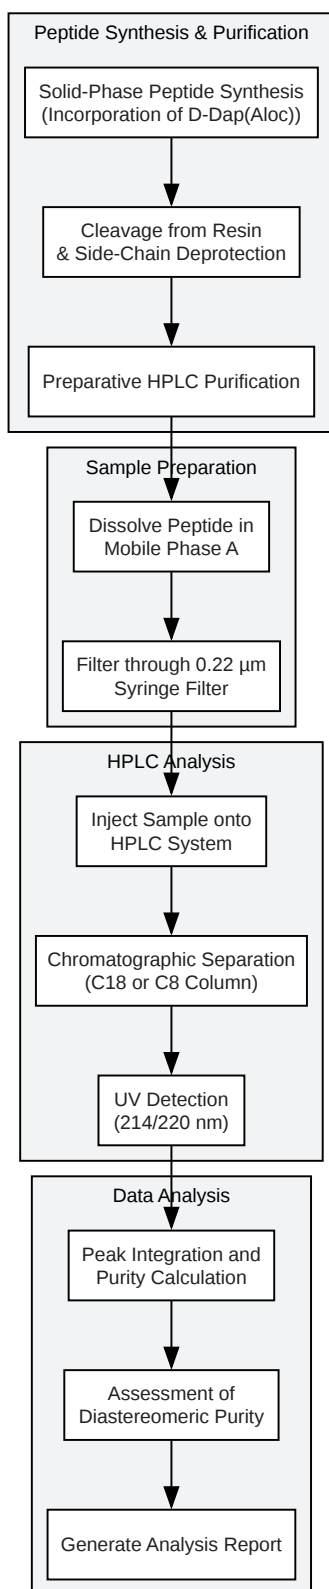 Peptide Synthesis & Purification
Solid-Phase Peptide Synthesis
(Incorporation of D-Dap(Aloc))
Cleavage from Resin
& Side-Chain Deprotection
Preparative HPLC Purification
Sample Preparation
Dissolve Peptide in
Mobile Phase A
Filter through 0.22 µm
Syringe Filter
HPLC Analysis
Inject Sample onto
HPLC System
Chromatographic Separation
(C18 or C8 Column)
UV Detection
(214/220 nm)
Data Analysis
Peak Integration and
Purity Calculation
Assessment of
Diastereomeric Purity
Generate Analysis Report